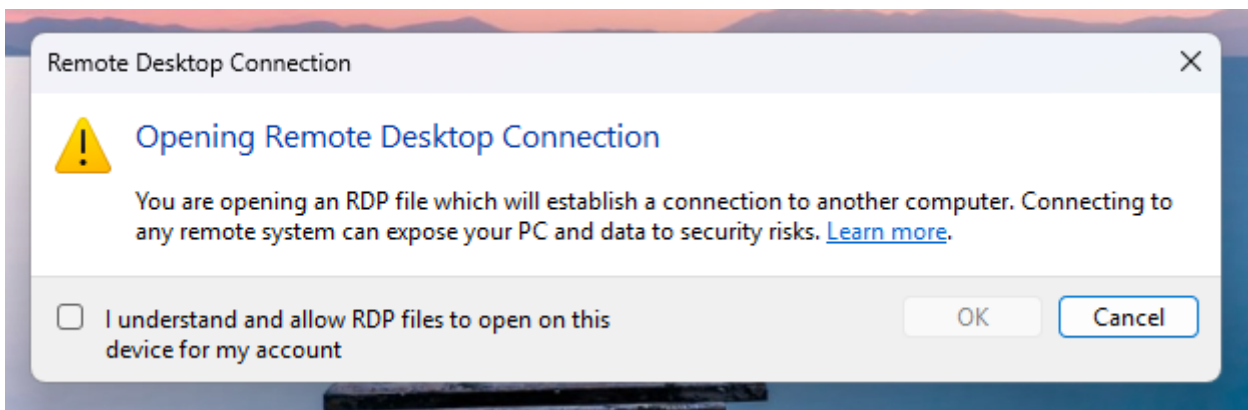 Remote Desktop Connection
Opening Remote Desktop Connection
You are opening an RDP file which will establish a connection to another computer. Connecting to
any remote system can expose your PC and data to security risks. Learn more.
I understand and allow RDP files to open on this
device for my account
OK
Cancel